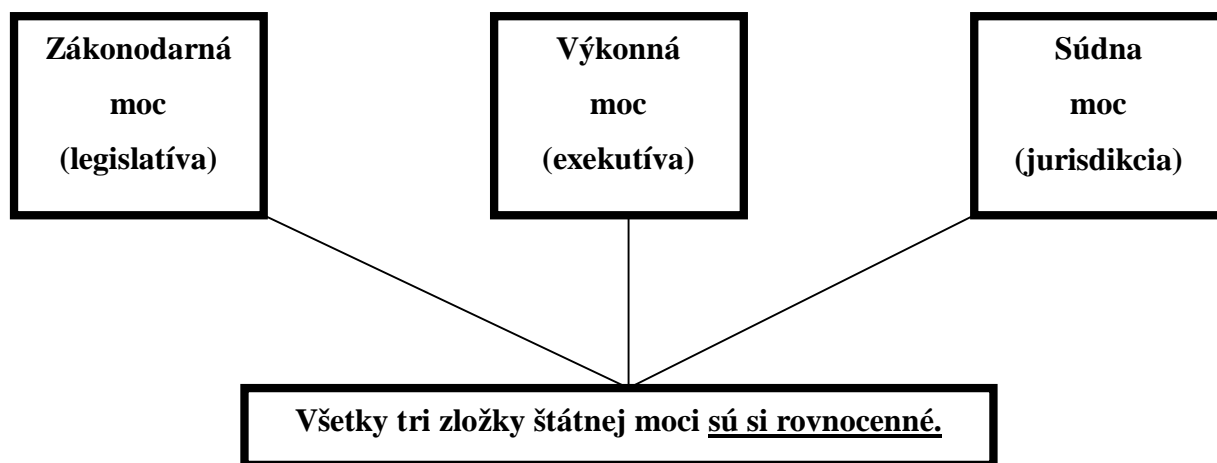 Zákonodarná
moc
(legislatíva)
Výkonná
moc
(exekutíva)
Súdna
moc
(jurisdikcia)
Všetky tri zložky štátnej moci sú si rovnocenné.